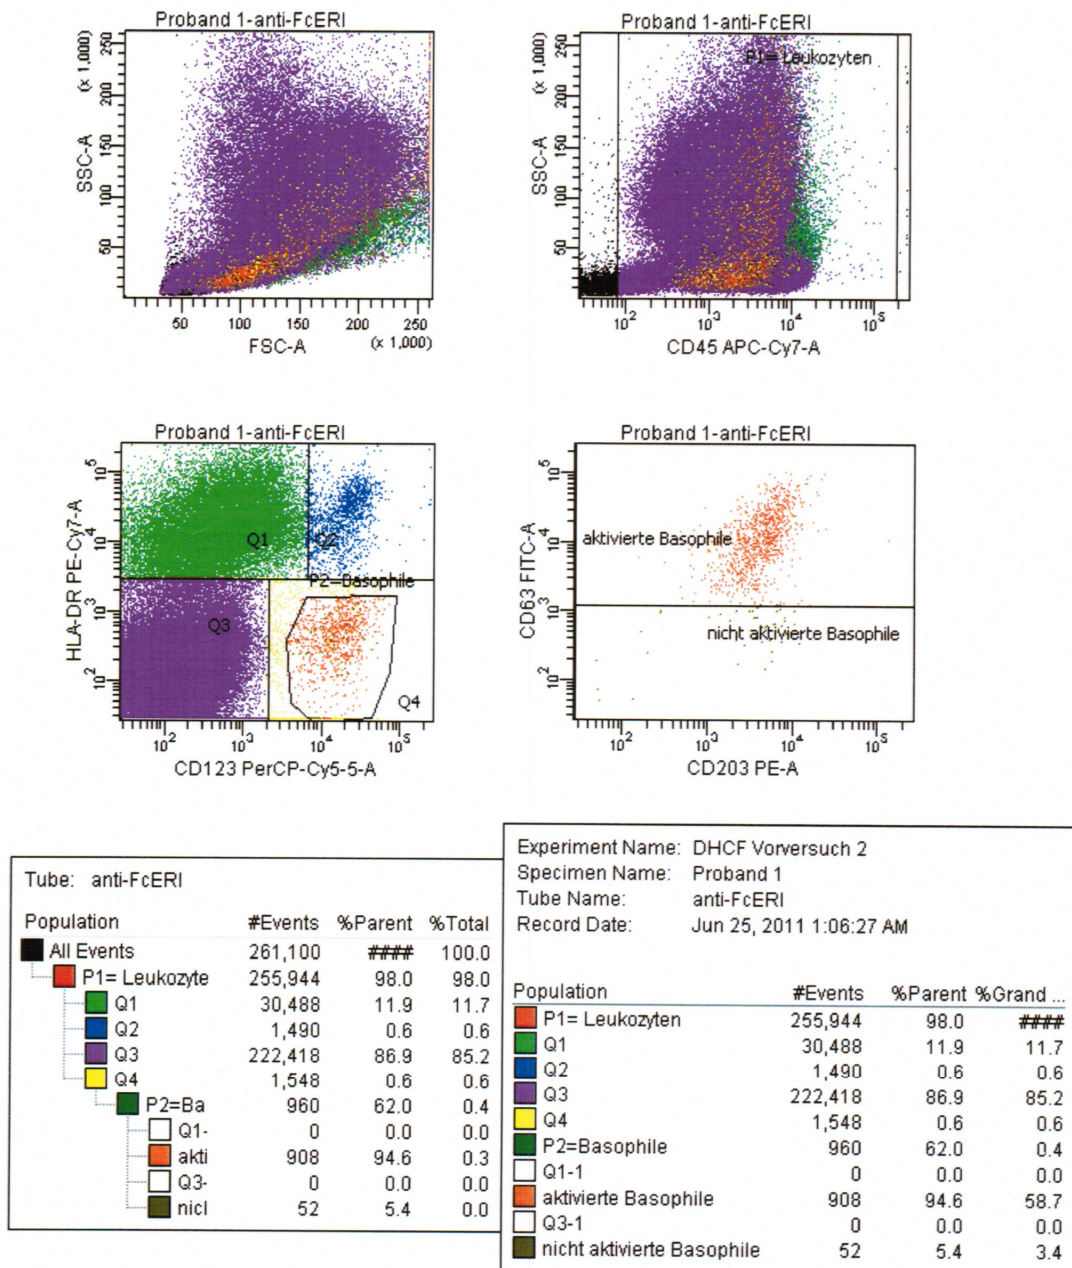 Proband 1-anti-FcERI
SSC-A
(x 1,000)
50 100 150 200 250
50 100 150 200 250
FSC-A
(x 1,000)
Proband 1-anti-FcERI
P1= Leukozyten
SSC-A
(x 1,000)
50 100 150 200 250
10² 10³ 10⁴ 10⁵
CD45 APC-Cy7-A
Proband 1-anti-FcERI
HLA-DR PE-Cy7-A
10² 10³ 10⁴ 10⁵
Q1
Q2
P2=Basophile
Q3
Q4
10² 10³ 10⁴ 10⁵
CD123 PerCP-Cy5-5-A
Proband 1-anti-FcERI
CD63 FITC-A
10² 10³ 10⁴ 10⁵
aktivierte Basophile
nicht aktivierte Basophile
10² 10³ 10⁴ 10⁵
CD203 PE-A
Tube: anti-FcERI
Population #Events %Parent %Total
All Events 261,100 #### 100.0
P1= Leukozyte 255,944 98.0 98.0
Q1 30,488 11.9 11.7
Q2 1,490 0.6 0.6
Q3 222,418 86.9 85.2
Q4 1,548 0.6 0.6
P2=Ba 960 62.0 0.4
Q1- 0 0.0 0.0
akti 908 94.6 0.3
Q3- 0 0.0 0.0
nicl 52 5.4 0.0
Experiment Name: DHCF Vorversuch 2
Specimen Name: Proband 1
Tube Name: anti-FcERI
Record Date: Jun 25, 2011 1:06:27 AM
Population #Events %Parent %Grand ...
P1= Leukozyten 255,944 98.0 ####
Q1 30,488 11.9 11.7
Q2 1,490 0.6 0.6
Q3 222,418 86.9 85.2
Q4 1,548 0.6 0.6
P2=Basophile 960 62.0 0.4
Q1-1 0 0.0 0.0
aktivierte Basophile 908 94.6 58.7
Q3-1 0 0.0 0.0
nicht aktivierte Basophile 52 5.4 3.4